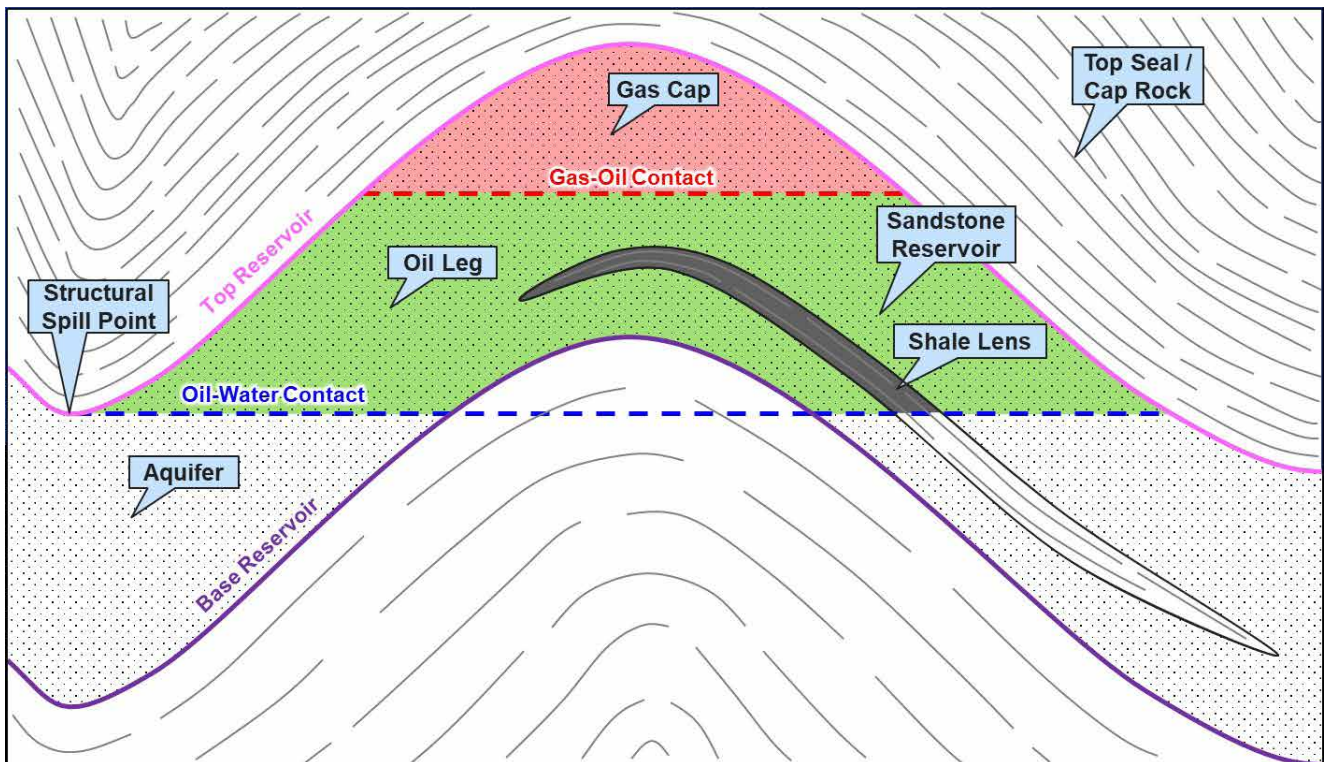 Top Seal /
Cap Rock
Gas Cap
Gas-Oil Contact
Sandstone
Reservoir
Top Reservoir
Oil Leg
Structural
Spill Point
Shale Lens
Oil-Water Contact
Aquifer
Base Reservoir